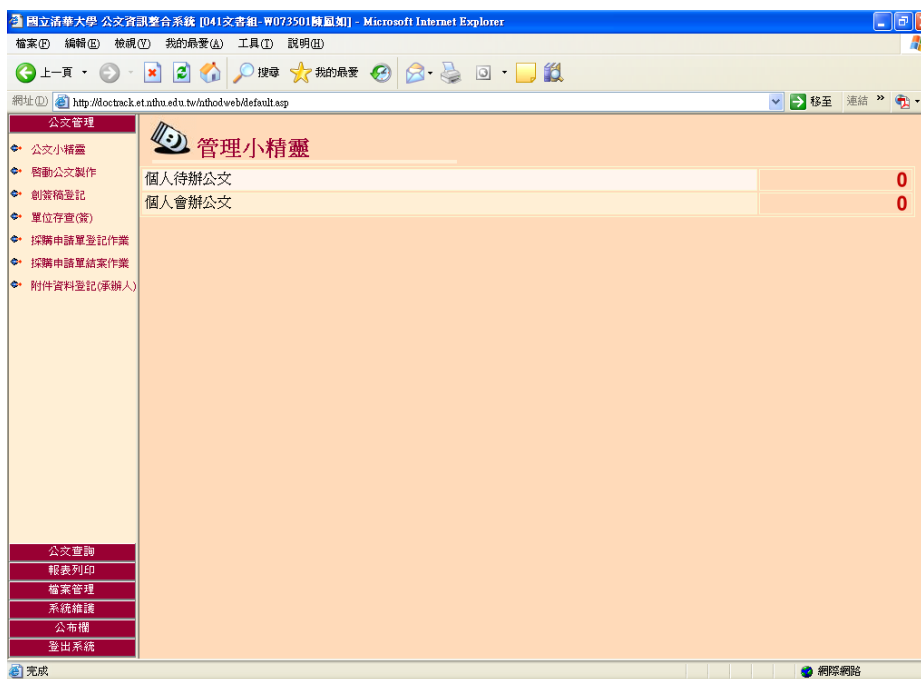 國立清華大學 公文資訊整合系統 [041文書組-W073501陳鳳如] - Microsoft Internet Explorer
檔案(F) 編輯(E) 檢視(V) 我的最愛(A) 工具(T) 說明(H)
上一頁 搜尋 我的最愛
網址(D) http://doctrack.et.nthu.edu.tw/nthodweb/default.asp 移至 連結 »
公文管理
管理小精靈
公文小精靈
啟動公文製作
創簽稿登記
單位存查(簽)
採購申請單登記作業
採購申請單結案作業
附件資料登記(承辦人)
個人待辦公文 0
個人會辦公文 0
公文查詢
報表列印
檔案管理
系統維護
公布欄
登出系統
完成 網際網路